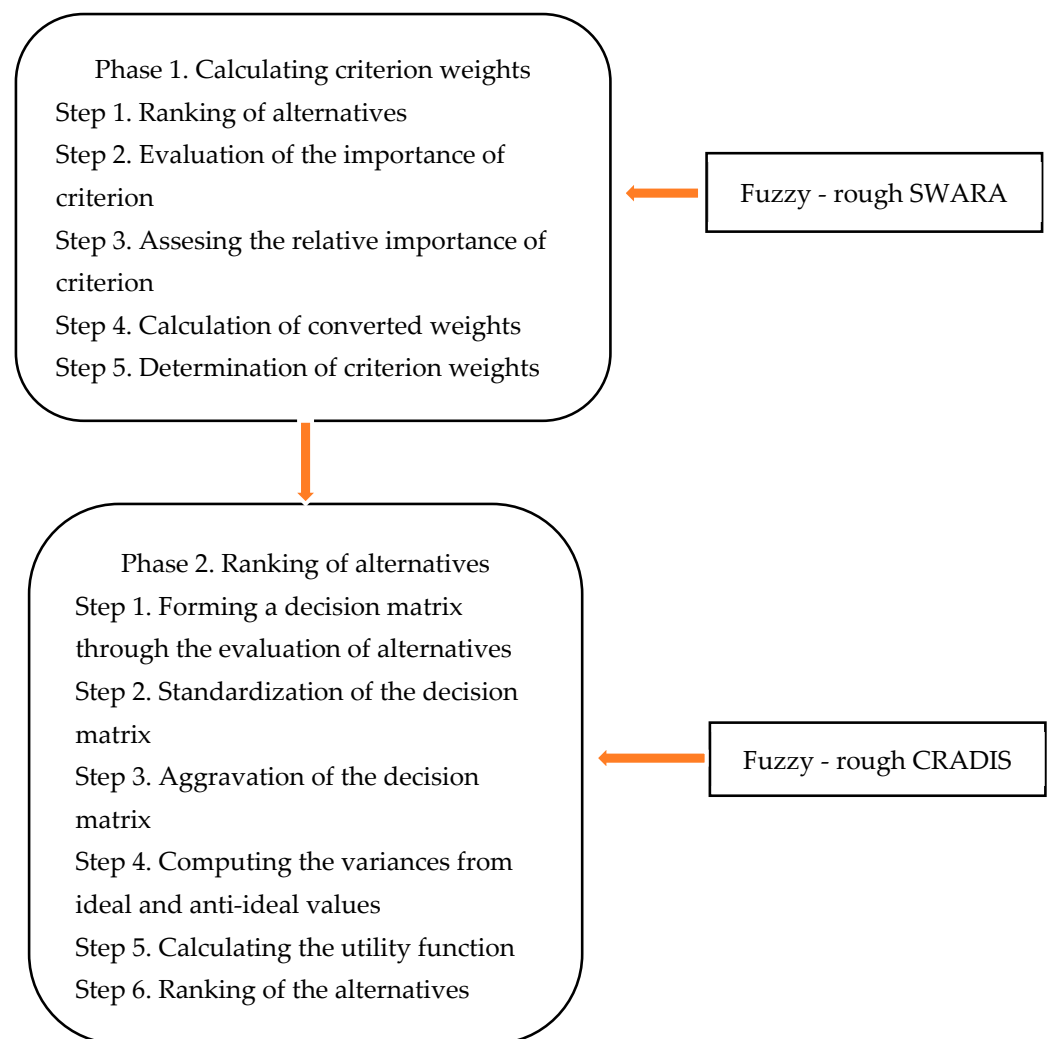 Phase 1. Calculating criterion weights
Step 1. Ranking of alternatives
Step 2. Evaluation of the importance of
criterion
Step 3. Assesing the relative importance of
criterion
Step 4. Calculation of converted weights
Step 5. Determination of criterion weights
Fuzzy - rough SWARA
Phase 2. Ranking of alternatives
Step 1. Forming a decision matrix
through the evaluation of alternatives
Step 2. Standardization of the decision
matrix
Step 3. Aggravation of the decision
matrix
Step 4. Computing the variances from
ideal and anti-ideal values
Step 5. Calculating the utility function
Step 6. Ranking of the alternatives
Fuzzy - rough CRADIS